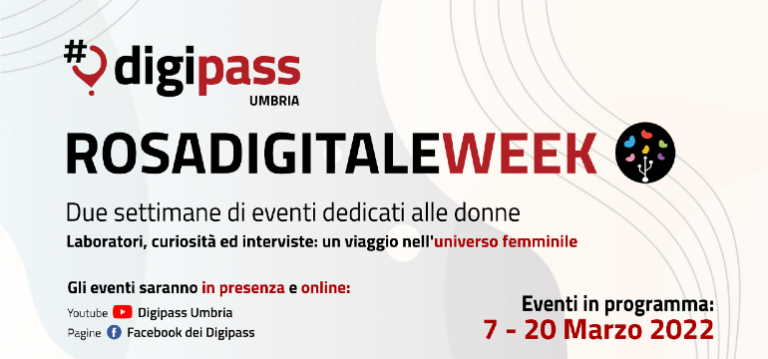 #digipass
UMBRIA
ROSADIGITALEWEEK
Due settimane di eventi dedicati alle donne
Laboratori, curiosità ed interviste: un viaggio nell'universo femminile
Gli eventi saranno in presenza e online:
Youtube Digipass Umbria
Pagine Facebook dei Digipass
Eventi in programma:
7 - 20 Marzo 2022